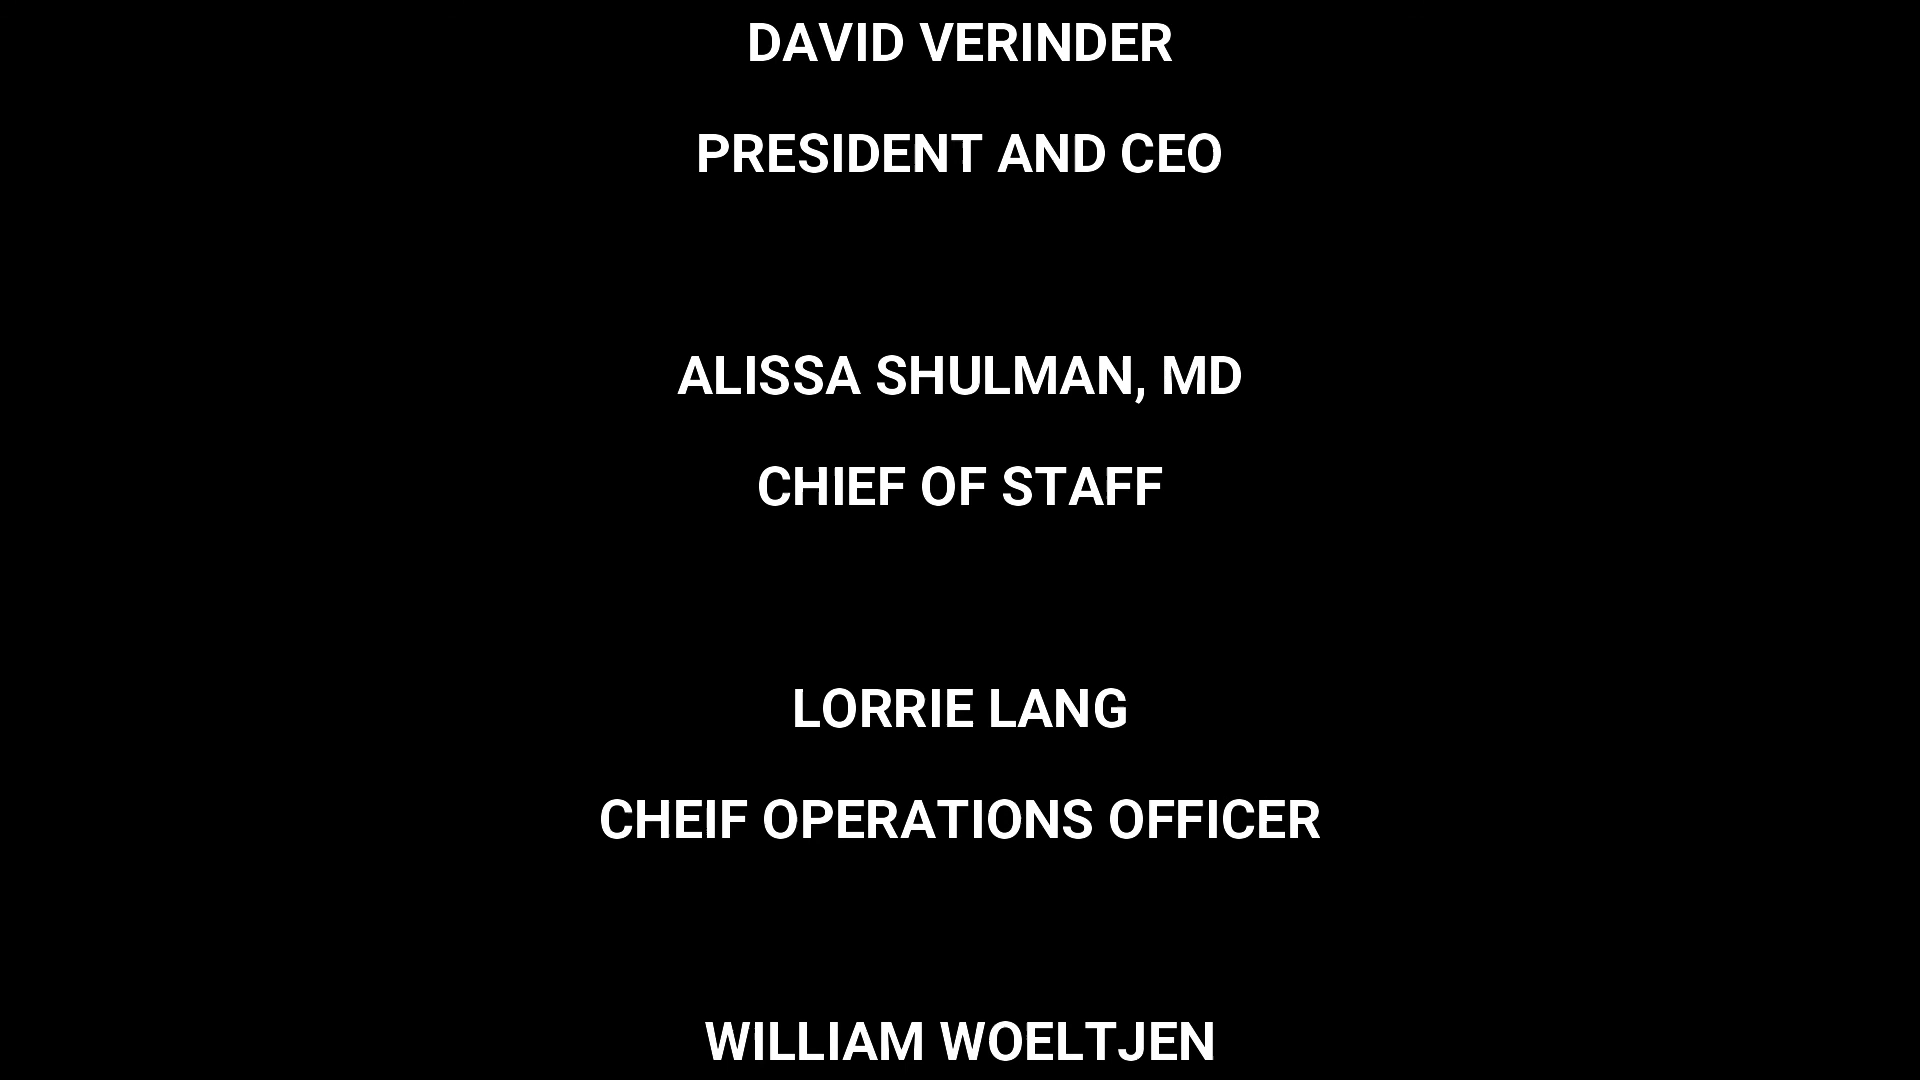 DAVID VERINDER
PRESIDENT AND CEO
ALISSA SHULMAN, MD
CHIEF OF STAFF
LORRIE LANG
CHEIF OPERATIONS OFFICER
WILLIAM WOELTJEN